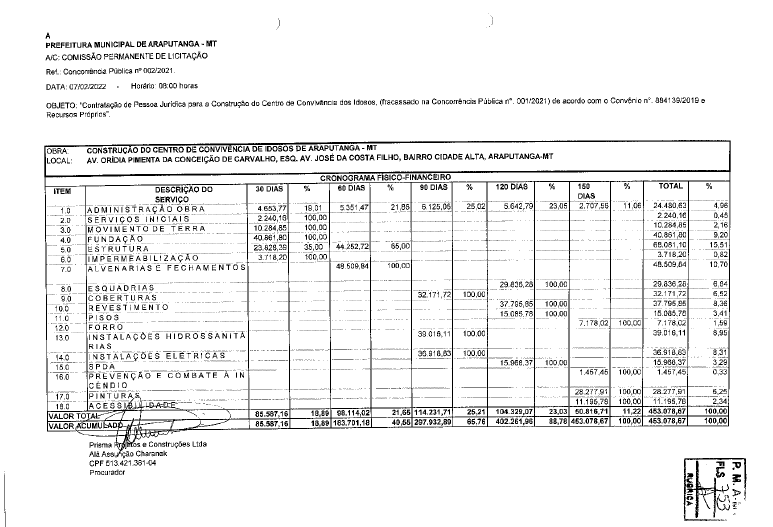 A
PREFEITURA MUNICIPAL DE ARAPUTANGA - MT
A/C: COMISSÃO PERMANENTE DE LICITAÇÃO
Ref.: Concorrência Pública nº 002/2021.
DATA: 07/02/2022 - Horário: 08:00 horas
OBJETO: "Contratação de Pessoa Jurídica para a Construção do Centro de Convivência dos Idosos, (fracassado na Concorrência Pública nº. 001/2021) de acordo com o Convênio nº. 884139/2019 e
Recursos Próprios".
OBRA: CONSTRUÇÃO DO CENTRO DE CONVIVÊNCIA DE IDOSOS DE ARAPUTANGA - MT
LOCAL: AV. ORÍDIA PIMENTA DA CONCEIÇÃO DE CARVALHO, ESQ. AV. JOSÉ DA COSTA FILHO, BAIRRO CIDADE ALTA, ARAPUTANGA-MT
CRONOGRAMA FÍSICO-FINANCEIRO
ITEM DESCRIÇÃO DO SERVIÇO 30 DIAS % 60 DIAS % 90 DIAS % 120 DIAS % 150 DIAS % TOTAL %
1.0 ADMINISTRAÇÃO OBRA 4.653,77 19,01 5.351,47 21,86 6.125,05 25,02 5.642,79 23,05 2.707,55 11,06 24.480,63 4,96
2.0 SERVIÇOS INICIAIS 2.240,16 100,00 2.240,16 0,45
3.0 MOVIMENTO DE TERRA 10.284,85 100,00 10.284,85 2,16
4.0 FUNDAÇÃO 40.861,80 100,00 40.861,80 9,20
5.0 ESTRUTURA 23.828,39 35,00 44.252,72 65,00 68.081,10 15,51
6.0 IMPERMEABILIZAÇÃO 3.718,20 100,00 3.718,20 0,82
7.0 ALVENARIAS E FECHAMENTOS 48.509,84 100,00 48.509,84 10,70
8.0 ESQUADRIAS 29.836,28 100,00 29.836,28 6,84
9.0 COBERTURAS 32.171,72 100,00 32.171,72 6,52
10.0 REVESTIMENTO 37.795,85 100,00 37.795,85 8,36
11.0 PISOS 15.085,78 100,00 15.085,78 3,41
12.0 FORRO 7.178,02 100,00 7.178,02 1,59
13.0 INSTALAÇÕES HIDROSSANITÁRIAS 39.016,11 100,00 39.016,11 8,95
14.0 INSTALAÇÕES ELETRICAS 36.918,83 100,00 36.918,83 8,31
15.0 SPDA 15.968,37 100,00 15.968,37 3,29
16.0 PREVENÇÃO E COMBATE À INCÊNDIO 1.457,45 100,00 1.457,45 0,33
17.0 PINTURAS 28.277,91 100,00 28.277,91 6,25
18.0 ACESSIBILIDADE 11.195,78 100,00 11.195,78 2,34
VALOR TOTAL 85.587,16 18,89 98.114,02 21,65 114.231,71 25,21 104.329,07 23,03 50.816,71 11,22 453.078,67 100,00
VALOR ACUMULADO 85.587,16 18,89 183.701,18 40,55 297.932,89 65,76 402.261,96 88,78 453.078,67 100,00 453.078,67 100,00
Prisma Projetos e Construções Ltda
Alá Assunção Charanek
CPF 513.421.381-04
Procurador
P. M. A-
FLS 753
RUBRICA